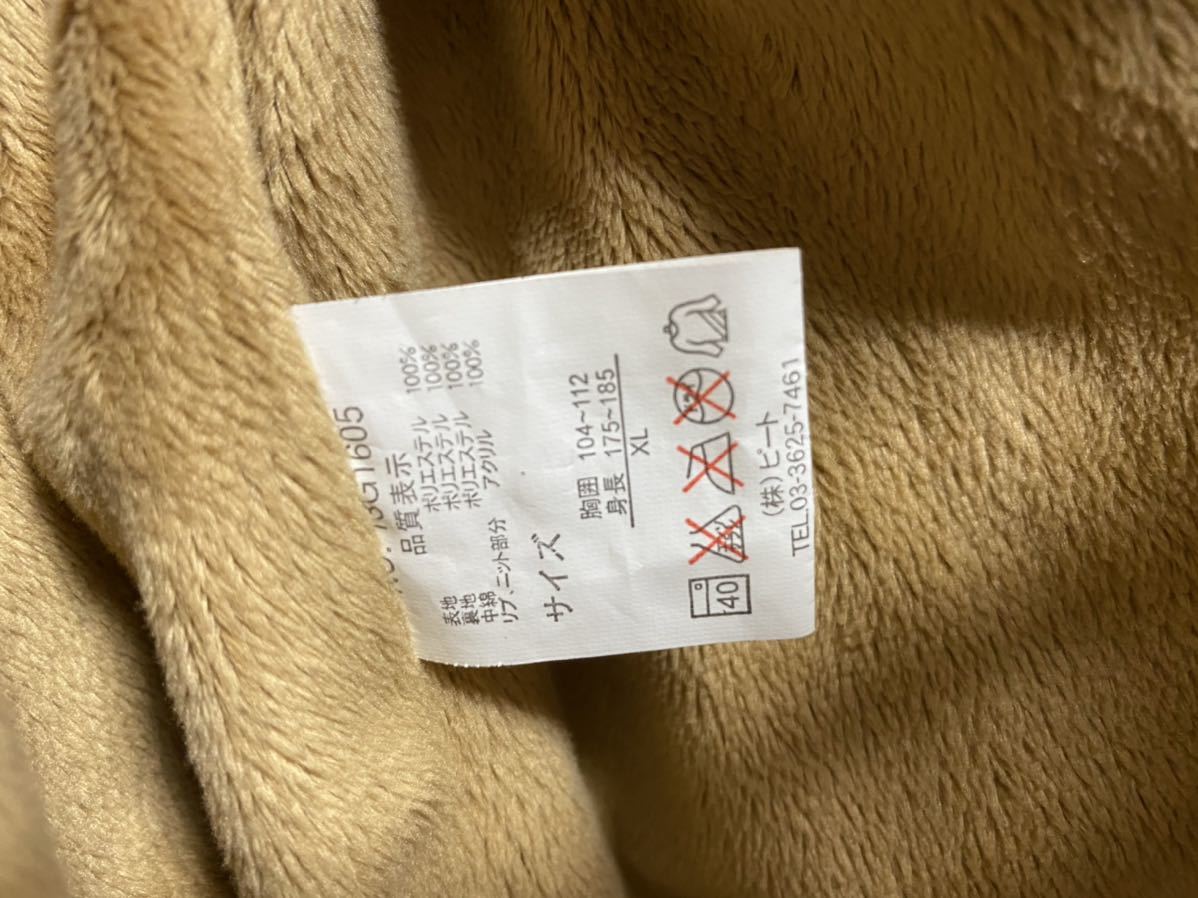 品質表示
表地 ポリエステル 100%
裏地 ポリエステル 100%
中綿 ポリエステル 100%
リブ、ニット部分 アクリル 100%
サイズ
胸囲 104~112
身長 175~185
XL
40
(株)ピート
TEL.03-3625-7461